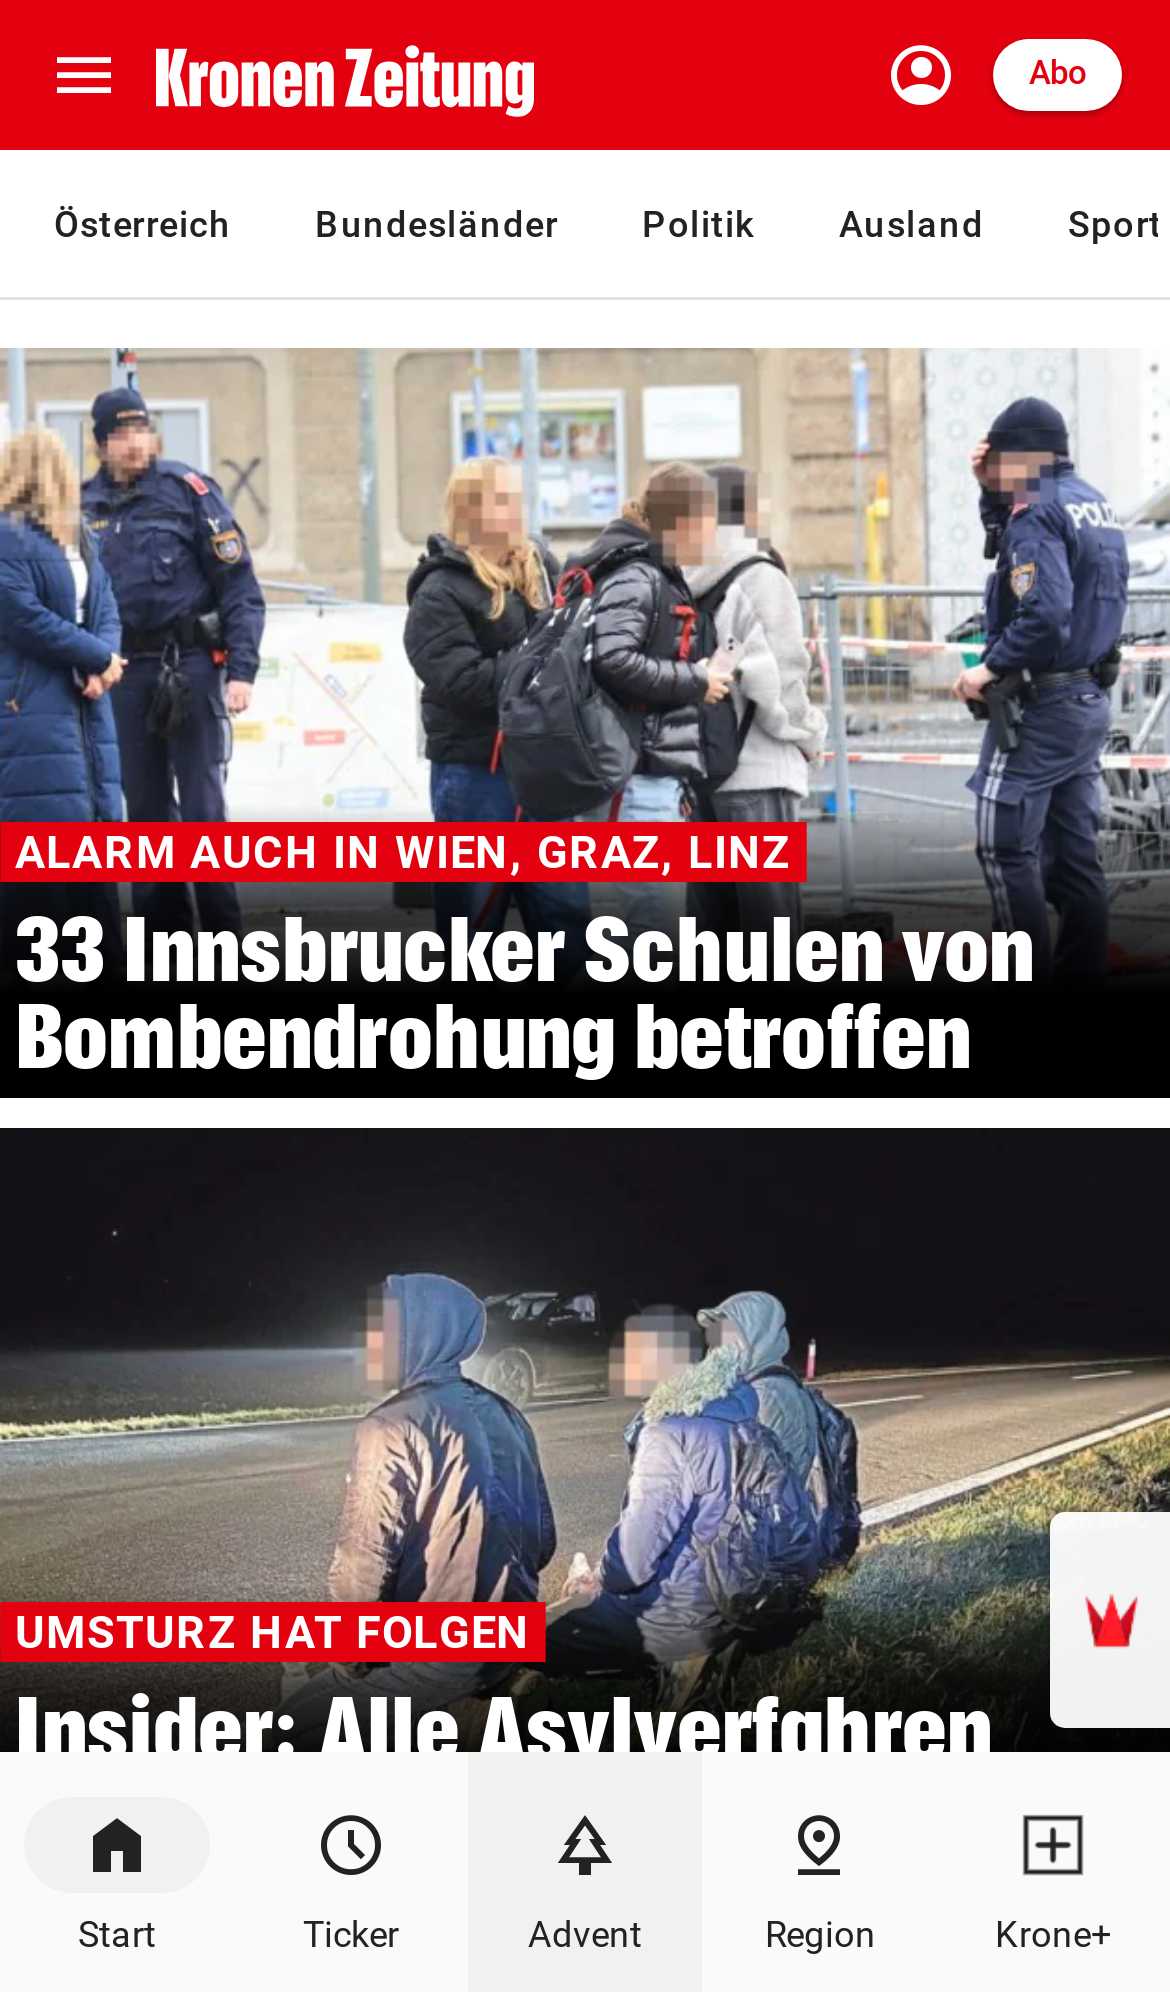 Kronen Zeitung
Abo
Österreich Bundesländer Politik Ausland Sport
POLIZ
ALARM AUCH IN WIEN, GRAZ, LINZ
33 Innsbrucker Schulen von
Bombendrohung betroffen
UMSTURZ HAT FOLGEN
Insider: Alle Asylverfahren
Start Ticker Advent Region Krone+